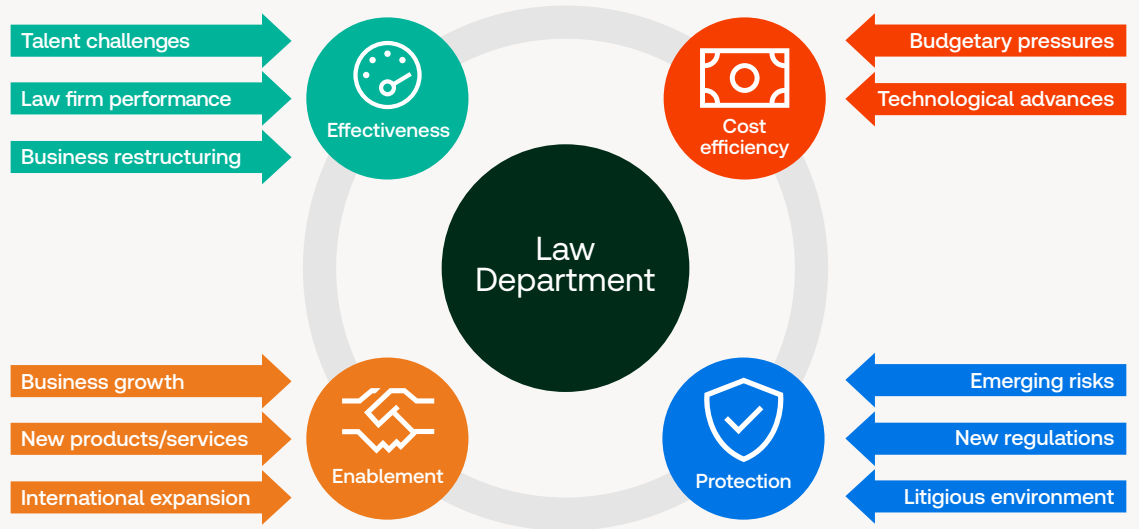 Talent challenges
Law firm performance
Business restructuring
Effectiveness
Cost
efficiency
Budgetary pressures
Technological advances
Law
Department
Business growth
New products/services
International expansion
Enablement
Protection
Emerging risks
New regulations
Litigious environment